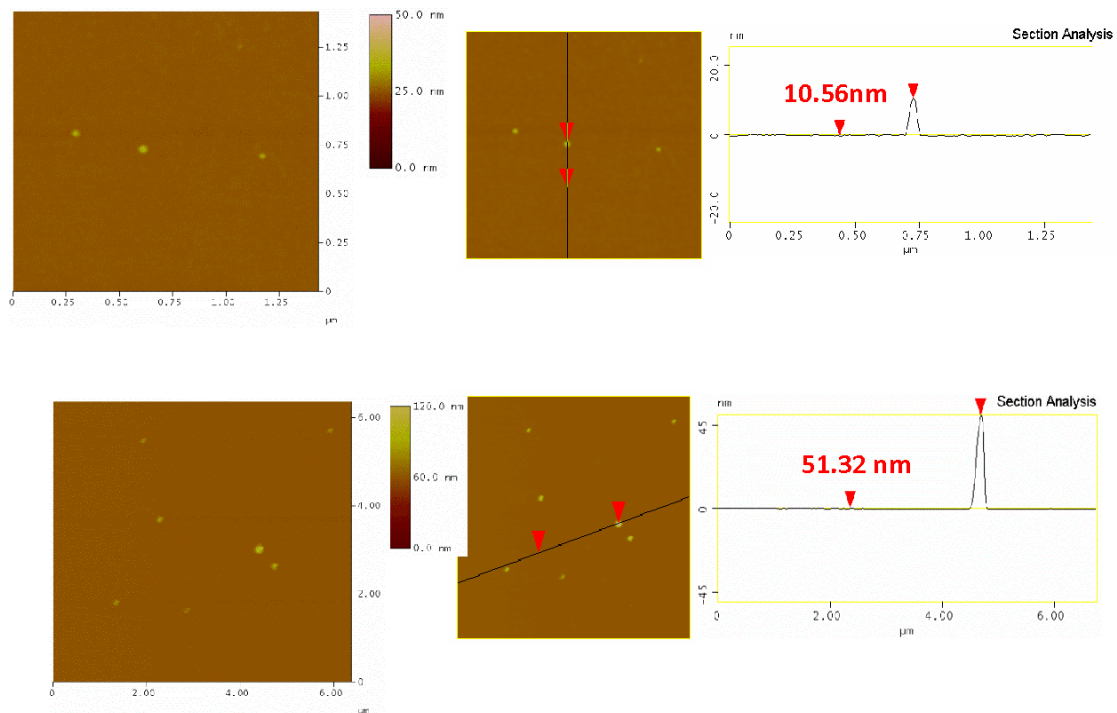 50.0 nm
25.0 nm
0.0 nm
1.25
1.00
0.75
0.50
0.25
0
0 0.25 0.50 0.75 1.00 1.25
µm
Section Analysis
nm
20.0
0
-20.0
10.56nm
0 0.25 0.50 0.75 1.00 1.25
µm
120.0 nm
60.0 nm
0.0 nm
6.00
4.00
2.00
0
0 2.00 4.00 6.00
µm
Section Analysis
nm
45
0
-45
51.32 nm
0 2.00 4.00 6.00
µm